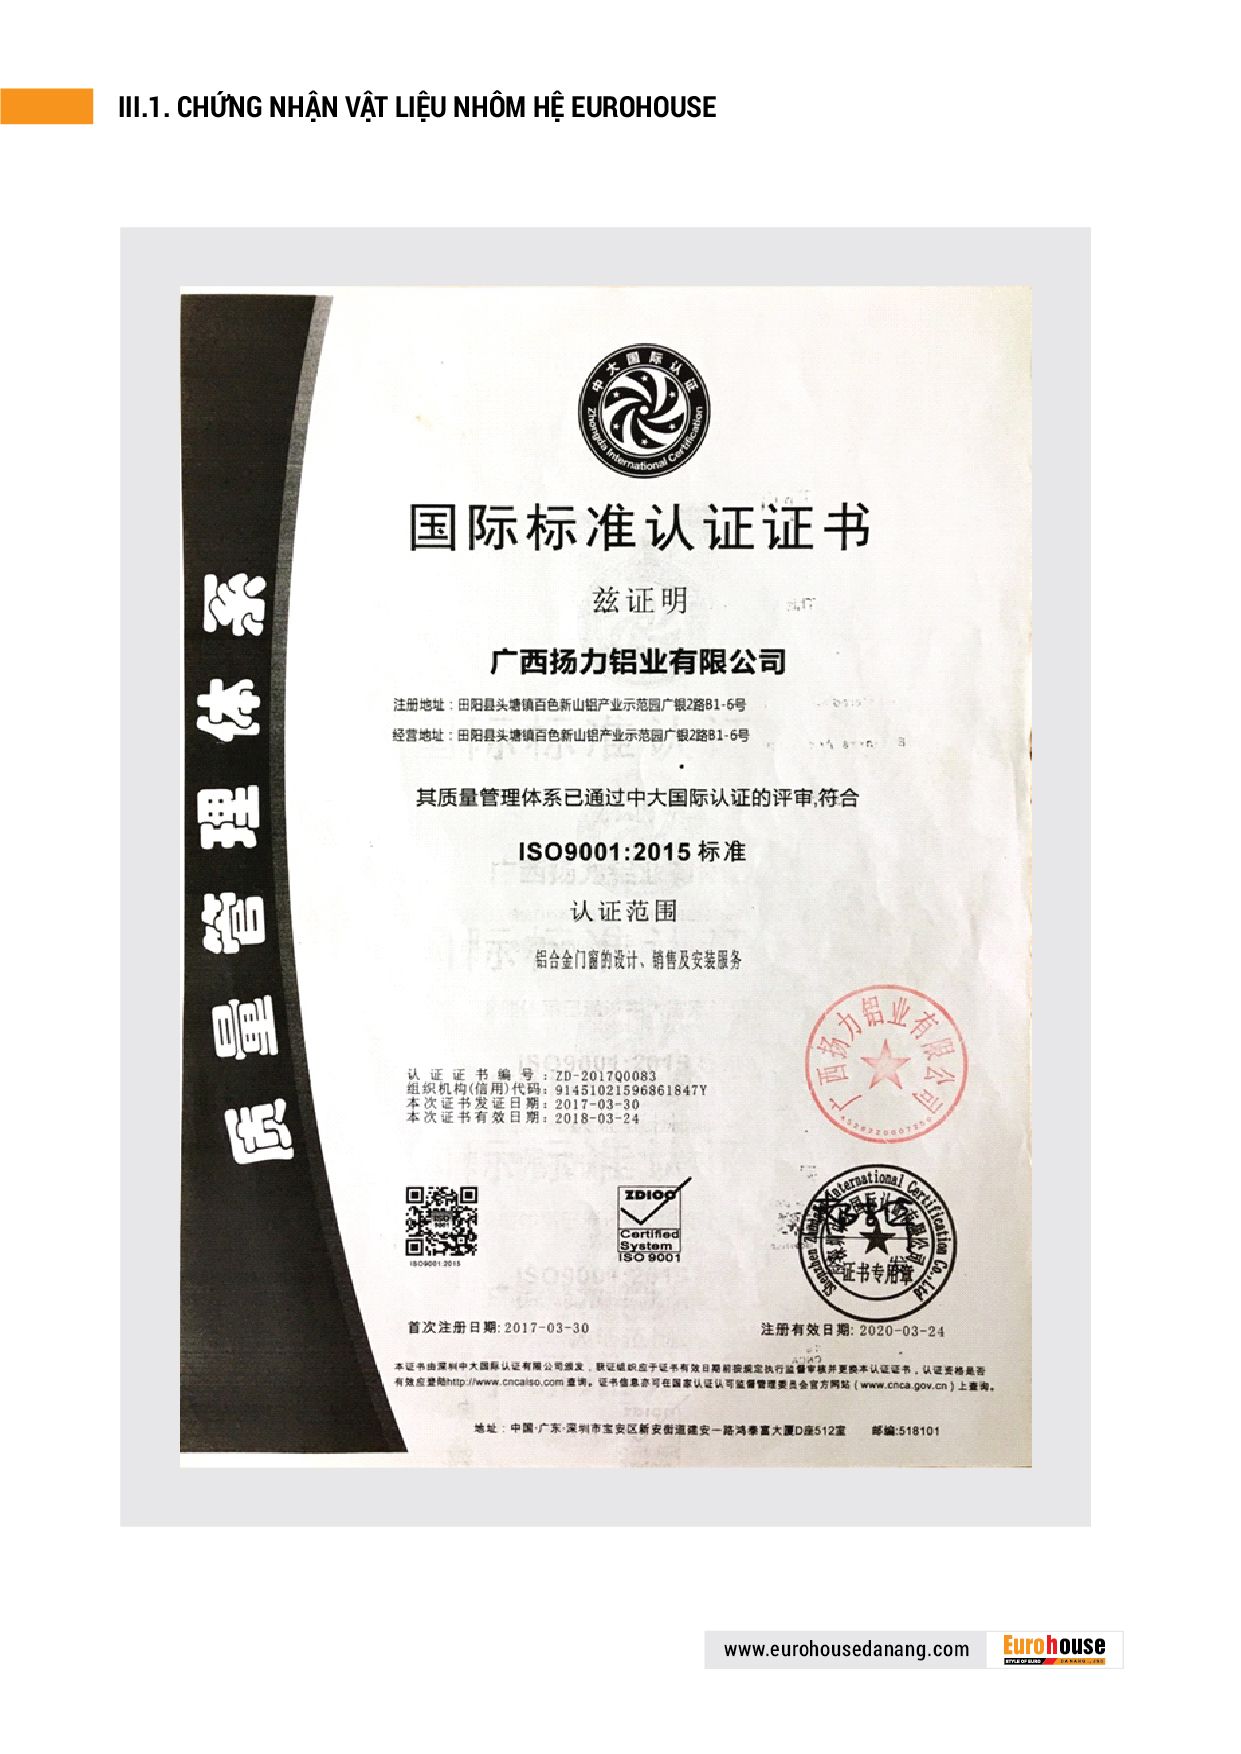 III.1. CHỨNG NHẬN VẬT LIỆU NHÔM HỆ EUROHOUSE
中大国际认证
Zhongda International Certification
国际标准认证证书
兹证明
广西扬力铝业有限公司
注册地址：田阳县头塘镇百色新山铝产业示范园广银2路B1-6号
经营地址：田阳县头塘镇百色新山铝产业示范园广银2路B1-6号
其质量管理体系已通过中大国际认证的评审,符合
ISO9001:2015 标准
认证范围
铝合金门窗的设计、销售及安装服务
质量管理体系
广西扬力铝业有限公司
认证证书编号：ZD-2017Q0083
组织机构(信用)代码：91451021596861847Y
本次证书发证日期：2017-03-30
本次证书有效日期：2018-03-24
ISO9001:2015
ZDICC
Certified
System
ISO 9001
Shenzhen Zhongda International Certification Co.,Ltd
证书专用章
首次注册日期：2017-03-30
注册有效日期：2020-03-24
本证书由深圳中大国际认证有限公司颁发，获证组织应于证书有效日期前按规定执行监督审核并更换本认证证书，认证资格是否
有效应登陆http://www.cncaiso.com 查询。证书信息亦可在国家认证认可监督管理委员会官方网站（www.cnca.gov.cn）上查询。
地址：中国·广东·深圳市宝安区新安街道建安一路鸿泰富大厦D座512室 邮编:518101
www.eurohousedanang.com
Eurohouse
STYLE OF EURO
DANANG.,JSC